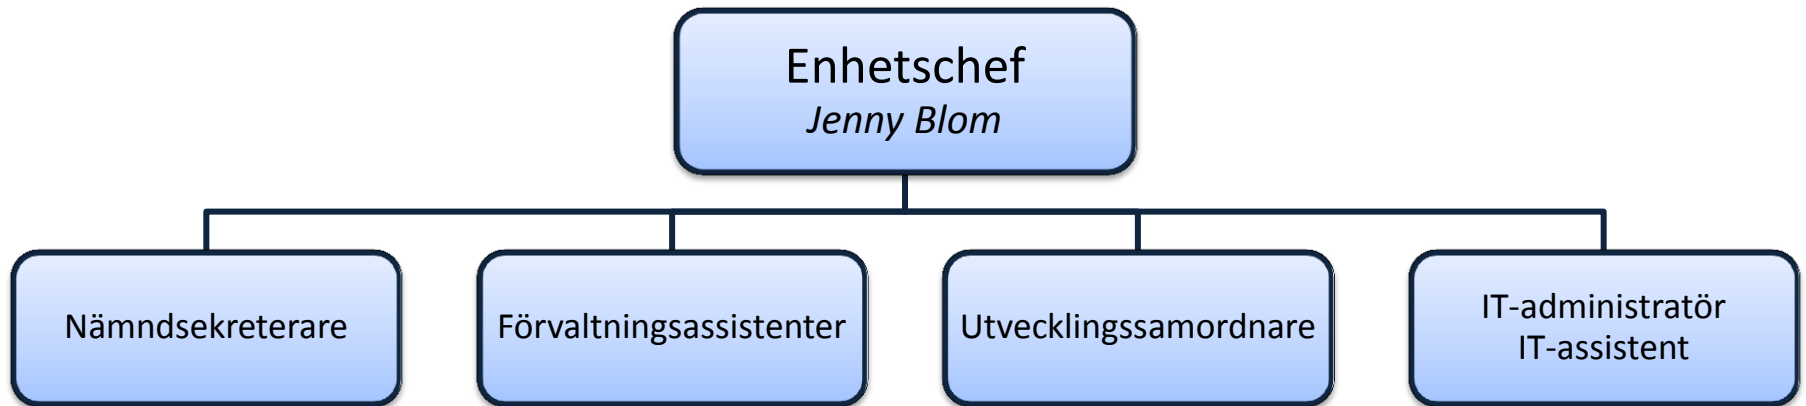 Enhetschef
Jenny Blom
Nämndsekreterare
Förvaltningsassistenter
Utvecklingssamordnare
IT-administratör
IT-assistent